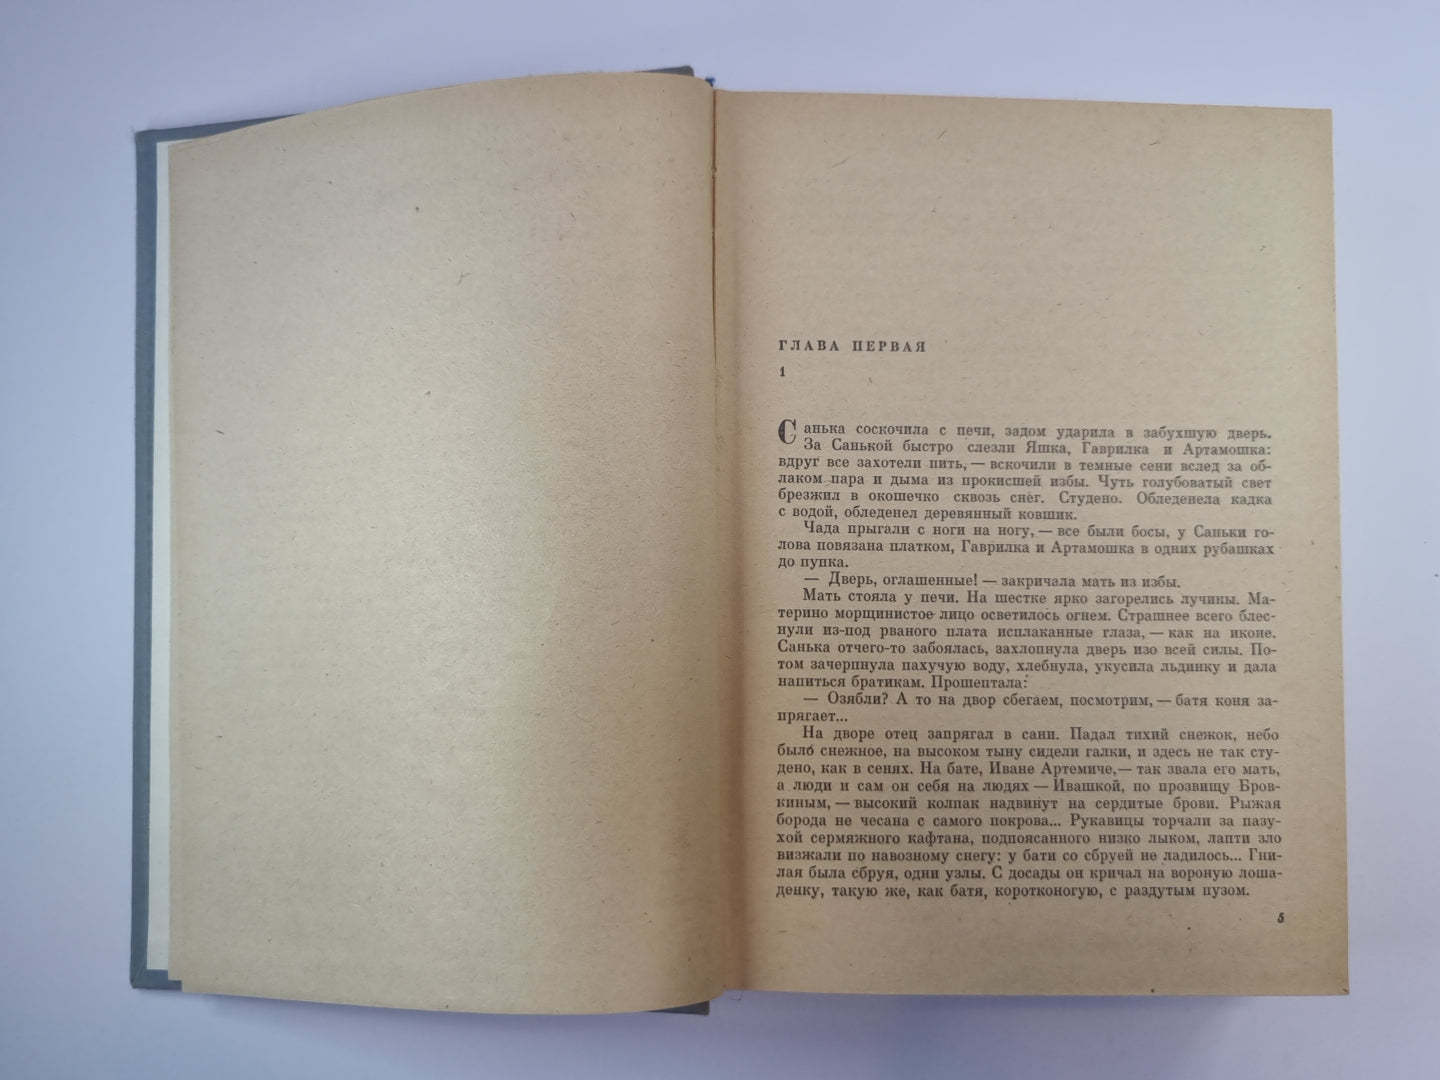 ГЛАВА ПЕРВАЯ
1
Санька соскочила с печи, задом ударила в забухшую дверь.
За Санькой быстро слезли Яшка, Гаврилка и Артамошка:
вдруг все захотели пить, — вскочили в темные сени вслед за об-
лаком пара и дыма из прокисшей избы. Чуть голубоватый свет
брезжил в окошечко сквозь снег. Студено. Обледенела кадка
с водой, обледенел деревянный ковшик.
Чада прыгали с ноги на ногу, — все были босы, у Саньки го-
лова повязана платком, Гаврилка и Артамошка в одних рубашках
до пупка.
— Дверь, оглашенные! — закричала мать из избы.
Мать стояла у печи. На шестке ярко загорелись лучины. Ма-
терино морщинистое лицо осветилось огнем. Страшнее всего блес-
нули из-под рваного плата исплаканные глаза, — как на иконе.
Санька отчего-то забоялась, захлопнула дверь изо всей силы. По-
том зачерпнула пахучую воду, хлебнула, укусила льдинку и дала
напиться братикам. Прошептала:
— Озябли? А то на двор сбегаем, посмотрим, — батя коня за-
прягает...
На дворе отец запрягал в сани. Падал тихий снежок, небо
было снежное, на высоком тыну сидели галки, и здесь не так сту-
дено, как в сенях. На бате, Иване Артемиче, — так звала его мать,
а люди и сам он себя на людях — Ивашкой, по прозвищу Бров-
киным, — высокий колпак надвинут на сердитые брови. Рыжая
борода не чесана с самого покрова... Рукавицы торчали за пазу-
хой сермяжного кафтана, подпоясанного низко лыком, лапти зло
визжали по навозному снегу: у бати со сбруей не ладилось... Гни-
лая была сбруя, одни узлы. С досады он кричал на вороную лоша-
денку, такую же, как батя, коротконогую, с раздутым пузом.
5